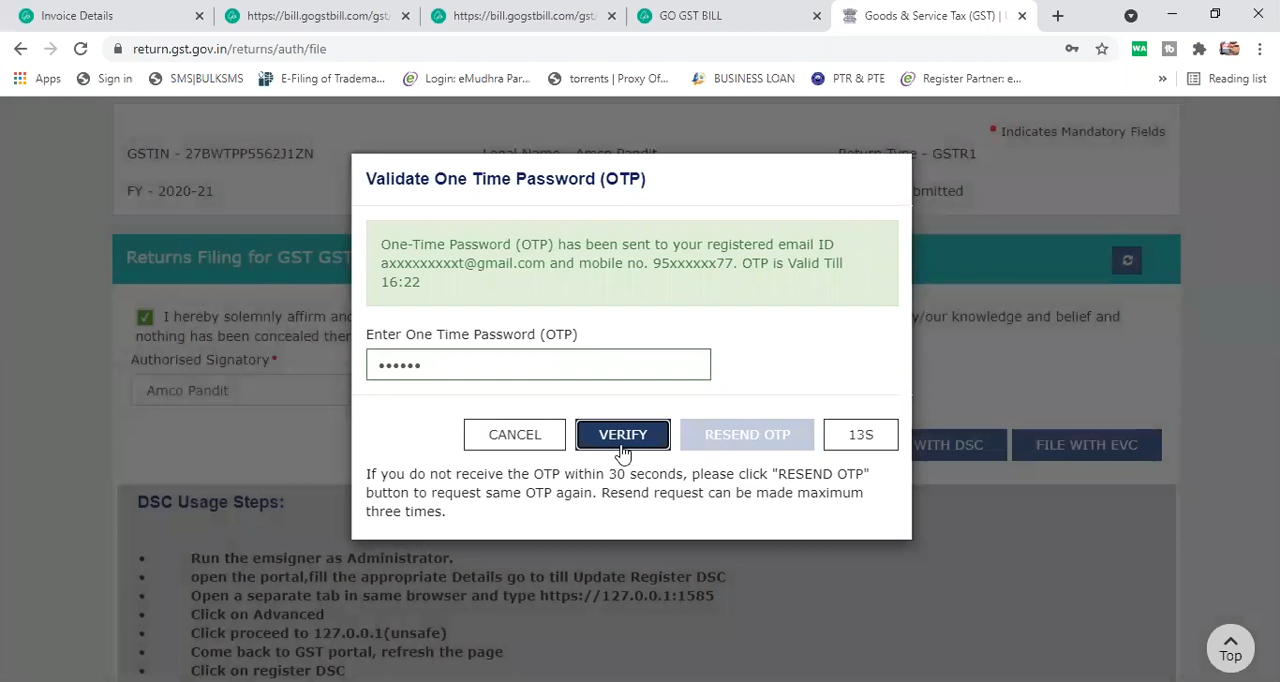 Invoice Details
https://bill.gogstbill.com/gst/
https://bill.gogstbill.com/gst/
GO GST BILL
Goods & Service Tax (GST) |
return.gst.gov.in/returns/auth/file
WA
Apps
Sign in
SMS|BULKSMS
E-Filing of Tradema...
Login: eMudhra Par...
torrents | Proxy Of...
BUSINESS LOAN
PTR & PTE
Register Partner: e...
»
Reading list
• Indicates Mandatory Fields
GSTIN - 27BWTPP5562J1ZN
Legal Name - Amco Pandit
Return Type - GSTR1
FY - 2020-21
mitted
Returns Filing for GST GST
I hereby solemnly affirm and
/our knowledge and belief and
nothing has been concealed ther
Authorised Signatory•
Amco Pandit
Validate One Time Password (OTP)
One-Time Password (OTP) has been sent to your registered email ID
axxxxxxxxxt@gmail.com and mobile no. 95xxxxxx77. OTP is Valid Till
16:22
Enter One Time Password (OTP)
••••••
CANCEL
VERIFY
RESEND OTP
13S
If you do not receive the OTP within 30 seconds, please click "RESEND OTP"
button to request same OTP again. Resend request can be made maximum
three times.
WITH DSC
FILE WITH EVC
DSC Usage Steps:
• Run the emsigner as Administrator.
• open the portal,fill the appropriate Details go to till Update Register DSC
• Open a separate tab in same browser and type https://127.0.0.1:1585
• Click on Advanced
• Click proceed to 127.0.0.1(unsafe)
• Come back to GST portal, refresh the page
• Click on register DSC
Top